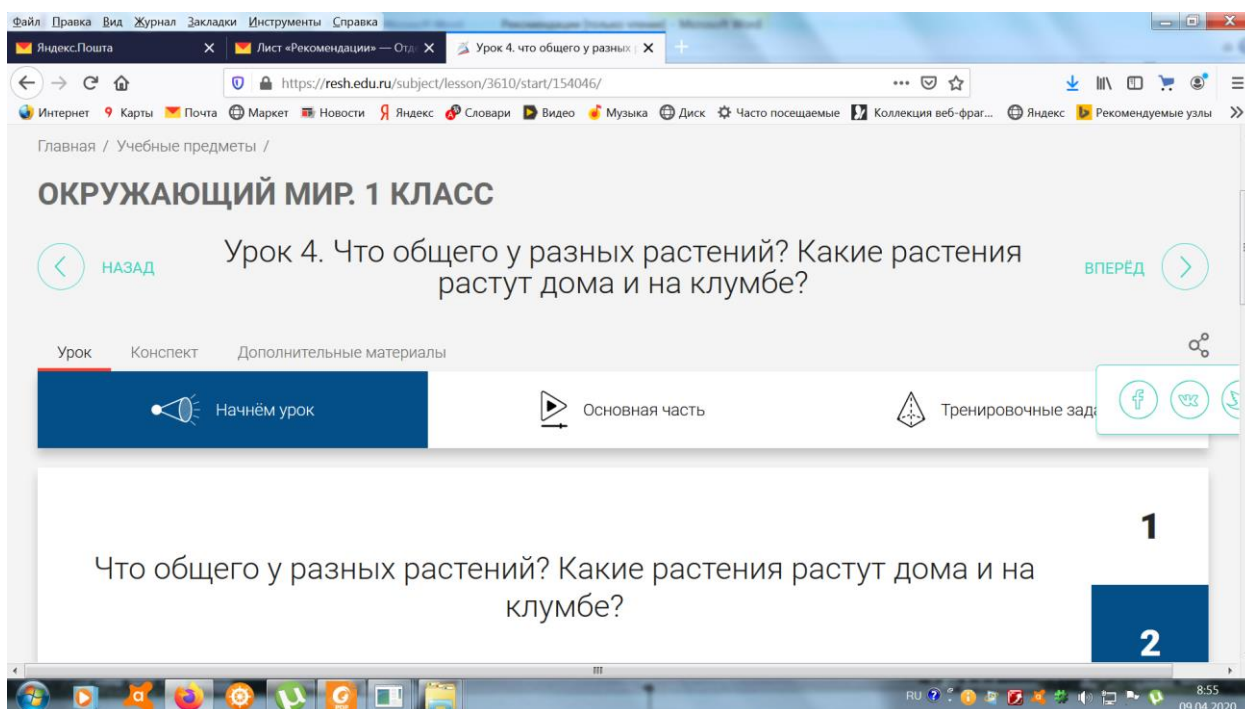 Файл Правка Вид Журнал Закладки Инструменты Справка
Microsoft Word
Яндекс.Почта
Лист «Рекомендации» — Отд
Урок 4. что общего у разных
https://resh.edu.ru/subject/lesson/3610/start/154046/
Интернет Карты Почта Маркет Новости Яндекс Словари Видео Музыка Диск Часто посещаемые Коллекция веб-фраг... Яндекс Рекомендуемые узлы
Главная / Учебные предметы /
ОКРУЖАЮЩИЙ МИР. 1 КЛАСС
НАЗАД
Урок 4. Что общего у разных растений? Какие растения
растут дома и на клумбе?
ВПЕРЁД
Урок Конспект Дополнительные материалы
Начнём урок
Основная часть
Тренировочные зада
1
Что общего у разных растений? Какие растения растут дома и на
клумбе?
2
RU
8:55
09.04.2020